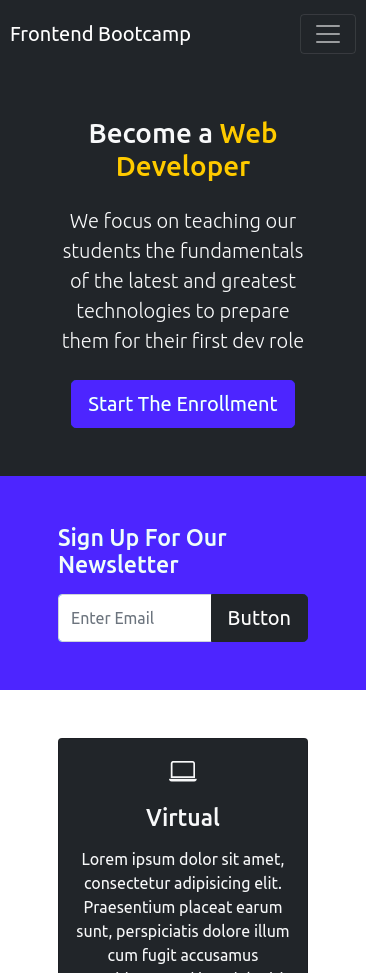 Frontend Bootcamp
Become a Web
Developer
We focus on teaching our
students the fundamentals
of the latest and greatest
technologies to prepare
them for their first dev role
Start The Enrollment
Sign Up For Our
Newsletter
Enter Email
Button
Virtual
Lorem ipsum dolor sit amet,
consectetur adipisicing elit.
Praesentium placeat earum
sunt, perspiciatis dolore illum
cum fugit accusamus